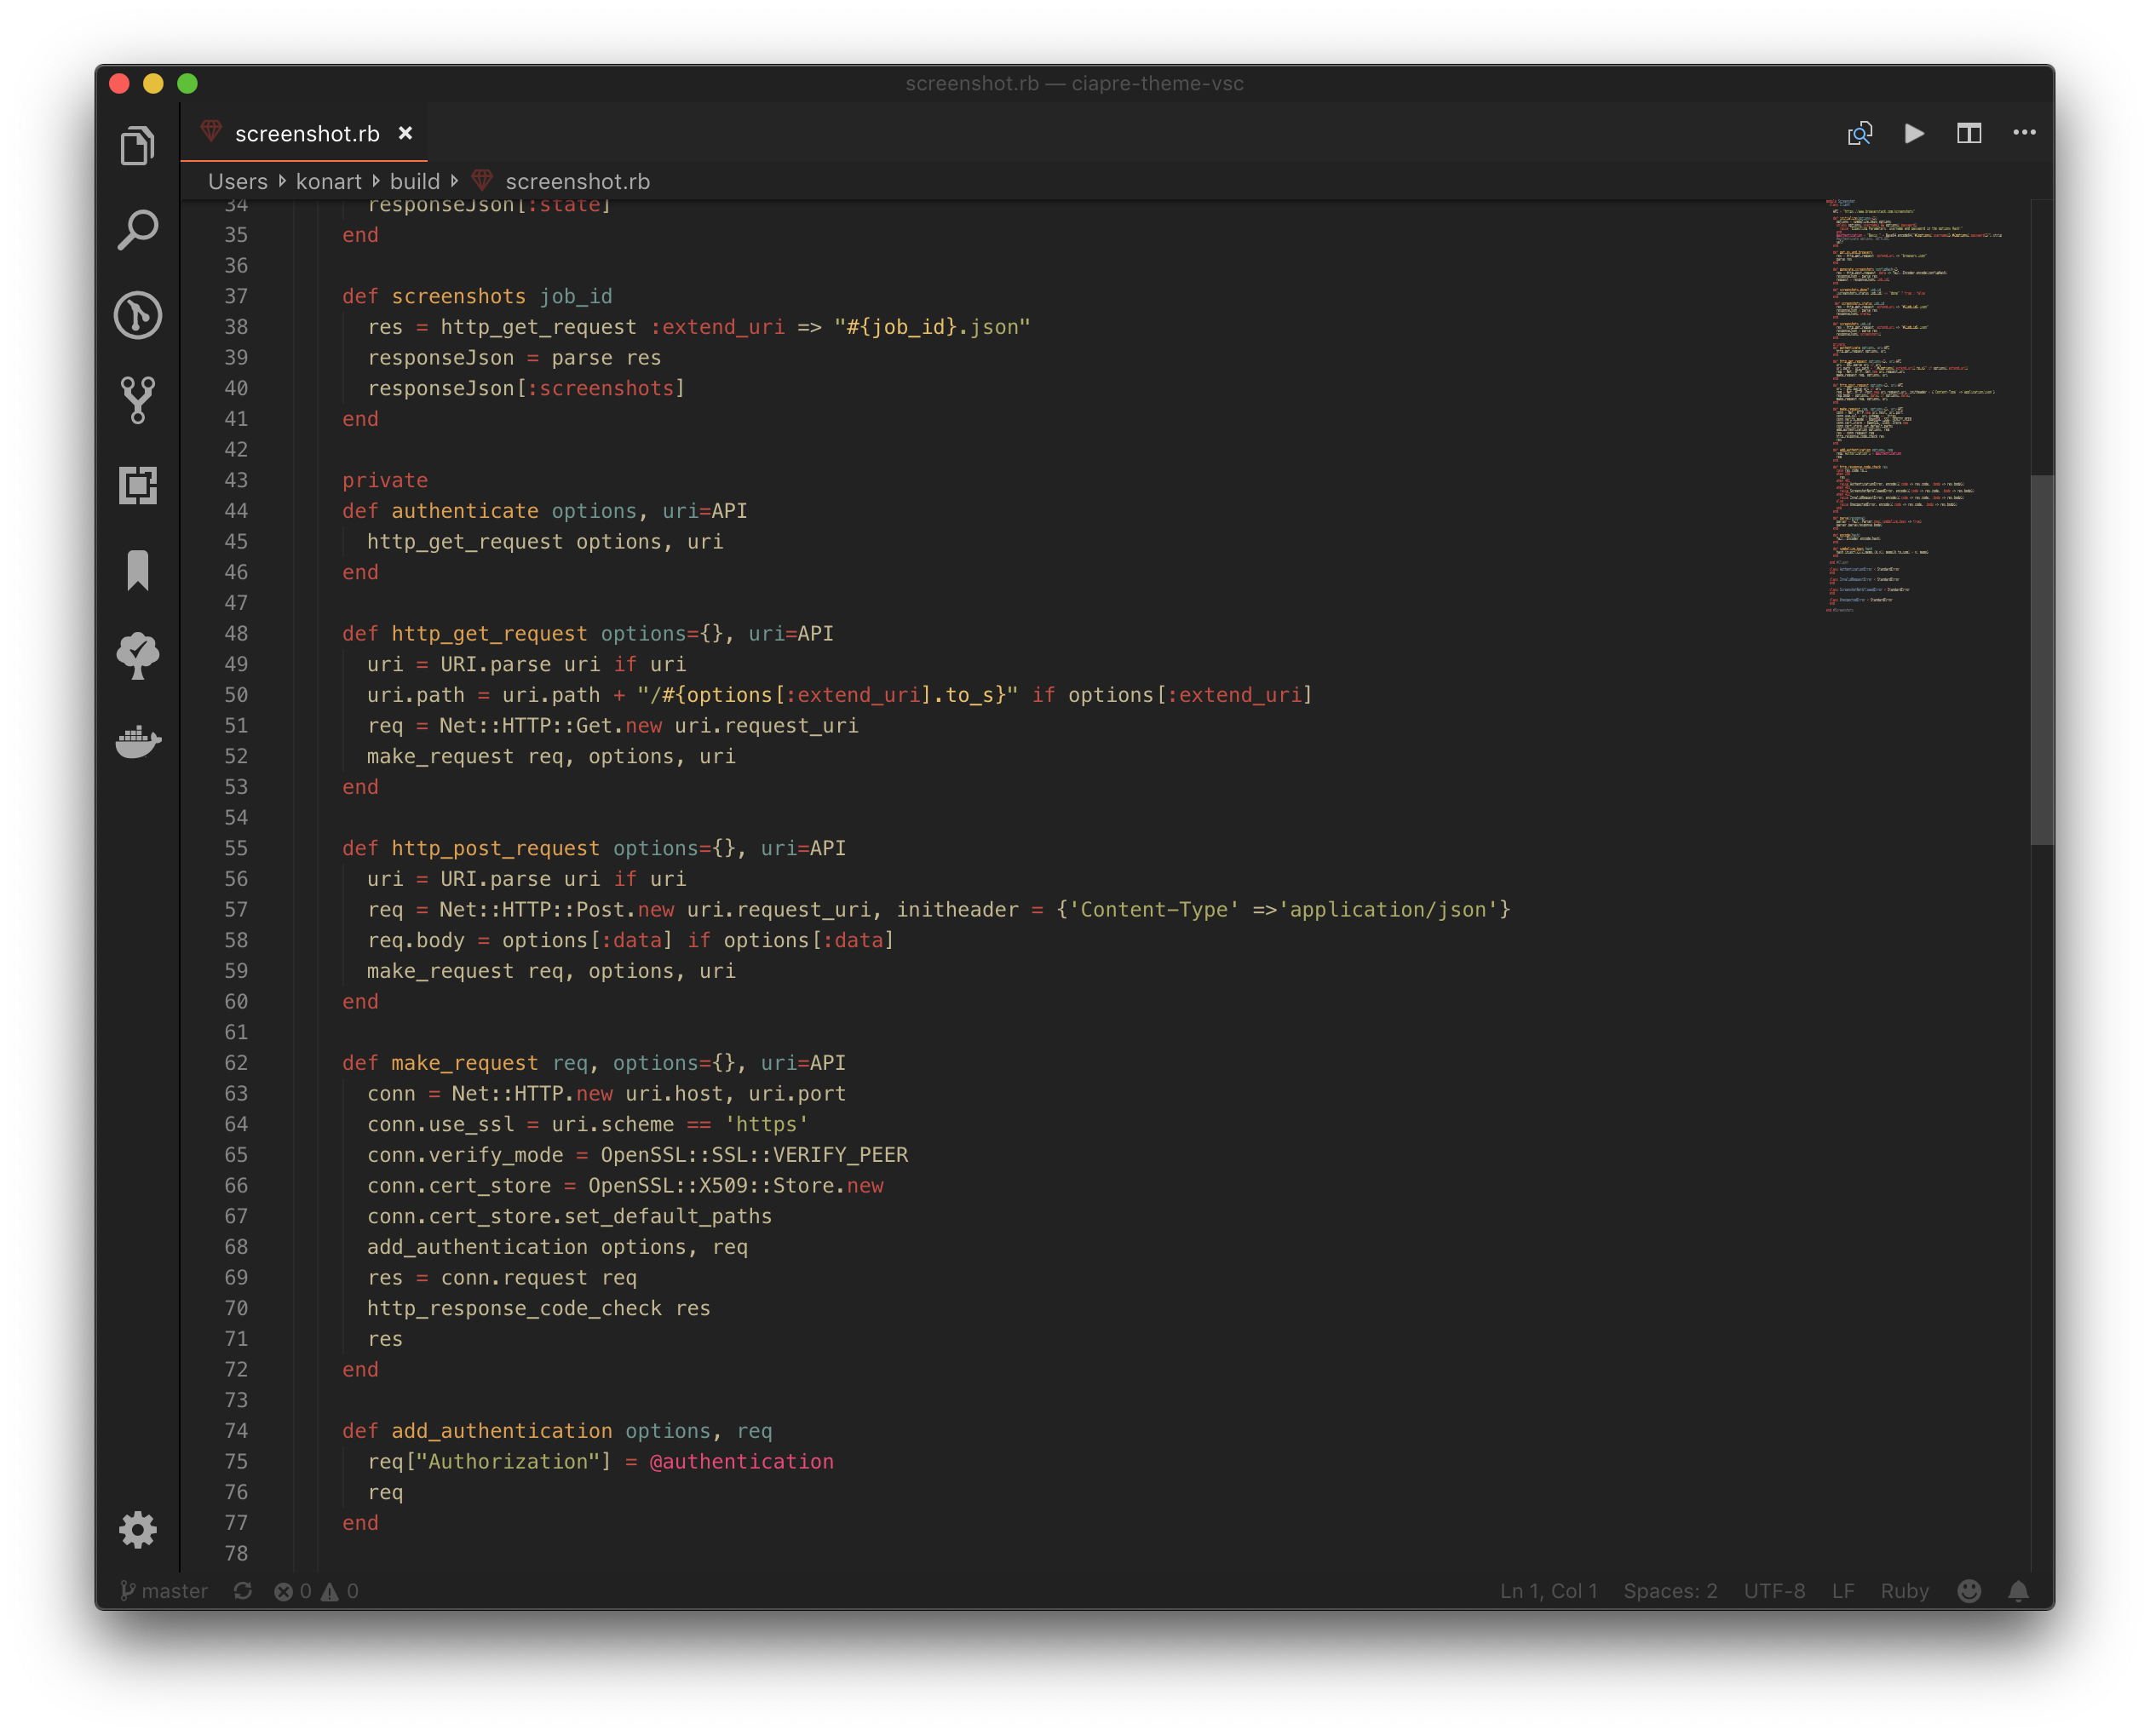 screenshot.rb — ciapre-theme-vsc
screenshot.rb
Users konart build screenshot.rb
34 responseJson[:state]
35 end
36
37 def screenshots job_id
38 res = http_get_request :extend_uri => "#{job_id}.json"
39 responseJson = parse res
40 responseJson[:screenshots]
41 end
42
43 private
44 def authenticate options, uri=API
45 http_get_request options, uri
46 end
47
48 def http_get_request options={}, uri=API
49 uri = URI.parse uri if uri
50 uri.path = uri.path + "/#{options[:extend_uri].to_s}" if options[:extend_uri]
51 req = Net::HTTP::Get.new uri.request_uri
52 make_request req, options, uri
53 end
54
55 def http_post_request options={}, uri=API
56 uri = URI.parse uri if uri
57 req = Net::HTTP::Post.new uri.request_uri, initheader = {'Content-Type' =>'application/json'}
58 req.body = options[:data] if options[:data]
59 make_request req, options, uri
60 end
61
62 def make_request req, options={}, uri=API
63 conn = Net::HTTP.new uri.host, uri.port
64 conn.use_ssl = uri.scheme == 'https'
65 conn.verify_mode = OpenSSL::SSL::VERIFY_PEER
66 conn.cert_store = OpenSSL::X509::Store.new
67 conn.cert_store.set_default_paths
68 add_authentication options, req
69 res = conn.request req
70 http_response_code_check res
71 res
72 end
73
74 def add_authentication options, req
75 req["Authorization"] = @authentication
76 req
77 end
78
master 0 0 Ln 1, Col 1 Spaces: 2 UTF-8 LF Ruby